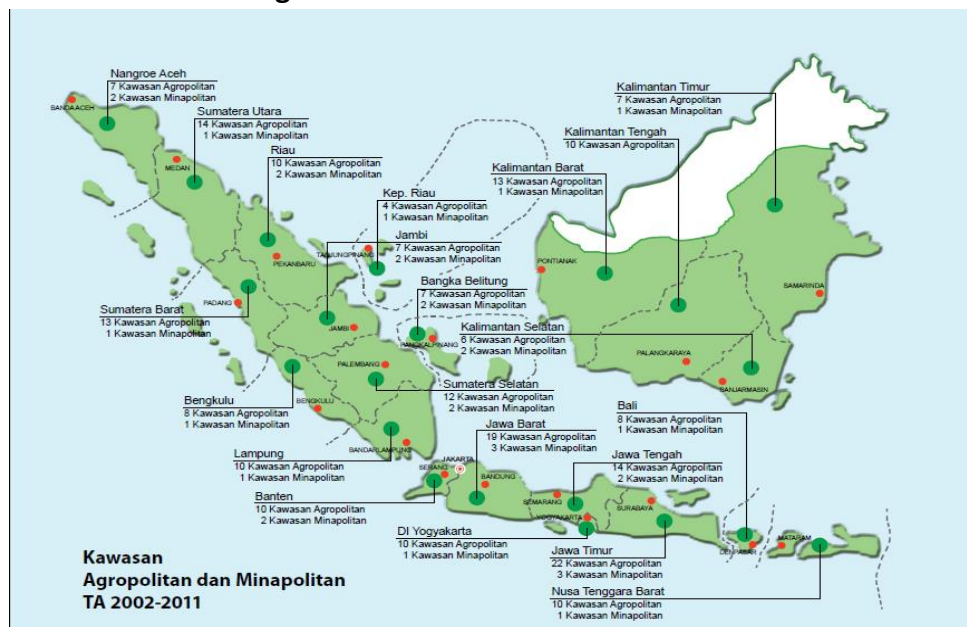 Nangroe Aceh
7 Kawasan Agropolitan
2 Kawasan Minapolitan
BANDA ACEH
Sumatera Utara
14 Kawasan Agropolitan
1 Kawasan Minapolitan
MEDAN
Riau
10 Kawasan Agropolitan
2 Kawasan Minapolitan
PEKANBARU
Kep. Riau
4 Kawasan Agropolitan
1 Kawasan Minapolitan
TANJUNGPINANG
Jambi
7 Kawasan Agropolitan
2 Kawasan Minapolitan
JAMBI
Bangka Belitung
7 Kawasan Agropolitan
2 Kawasan Minapolitan
PANGKALPINANG
Sumatera Barat
13 Kawasan Agropolitan
1 Kawasan Minapolitan
PADANG
Kalimantan Timur
7 Kawasan Agropolitan
1 Kawasan Minapolitan
SAMARINDA
Kalimantan Tengah
10 Kawasan Agropolitan
PALANGKARAYA
Kalimantan Barat
13 Kawasan Agropolitan
1 Kawasan Minapolitan
PONTIANAK
Kalimantan Selatan
6 Kawasan Agropolitan
2 Kawasan Minapolitan
BANJARMASIN
PALEMBANG
Sumatera Selatan
12 Kawasan Agropolitan
2 Kawasan Minapolitan
Bengkulu
8 Kawasan Agropolitan
1 Kawasan Minapolitan
BENGKULU
Lampung
10 Kawasan Agropolitan
1 Kawasan Minapolitan
BANDARLAMPUNG
Banten
10 Kawasan Agropolitan
2 Kawasan Minapolitan
SERANG
JAKARTA
Jawa Barat
19 Kawasan Agropolitan
3 Kawasan Minapolitan
BANDUNG
Jawa Tengah
14 Kawasan Agropolitan
2 Kawasan Minapolitan
SEMARANG
YOGYAKARTA
DI Yogyakarta
10 Kawasan Agropolitan
1 Kawasan Minapolitan
SURABAYA
Jawa Timur
22 Kawasan Agropolitan
3 Kawasan Minapolitan
Bali
8 Kawasan Agropolitan
1 Kawasan Minapolitan
DENPASAR
MATARAM
Nusa Tenggara Barat
10 Kawasan Agropolitan
1 Kawasan Minapolitan
Kawasan
Agropolitan dan Minapolitan
TA 2002-2011